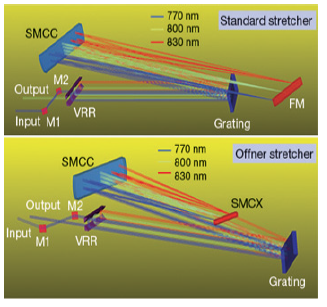 Standard stretcher
770 nm
800 nm
830 nm
SMCC
Output M2
Input M1
VRR
FM
Grating
Offner stretcher
770 nm
800 nm
830 nm
SMCC
SMCX
Output M2
Input
M1
VRR
Grating